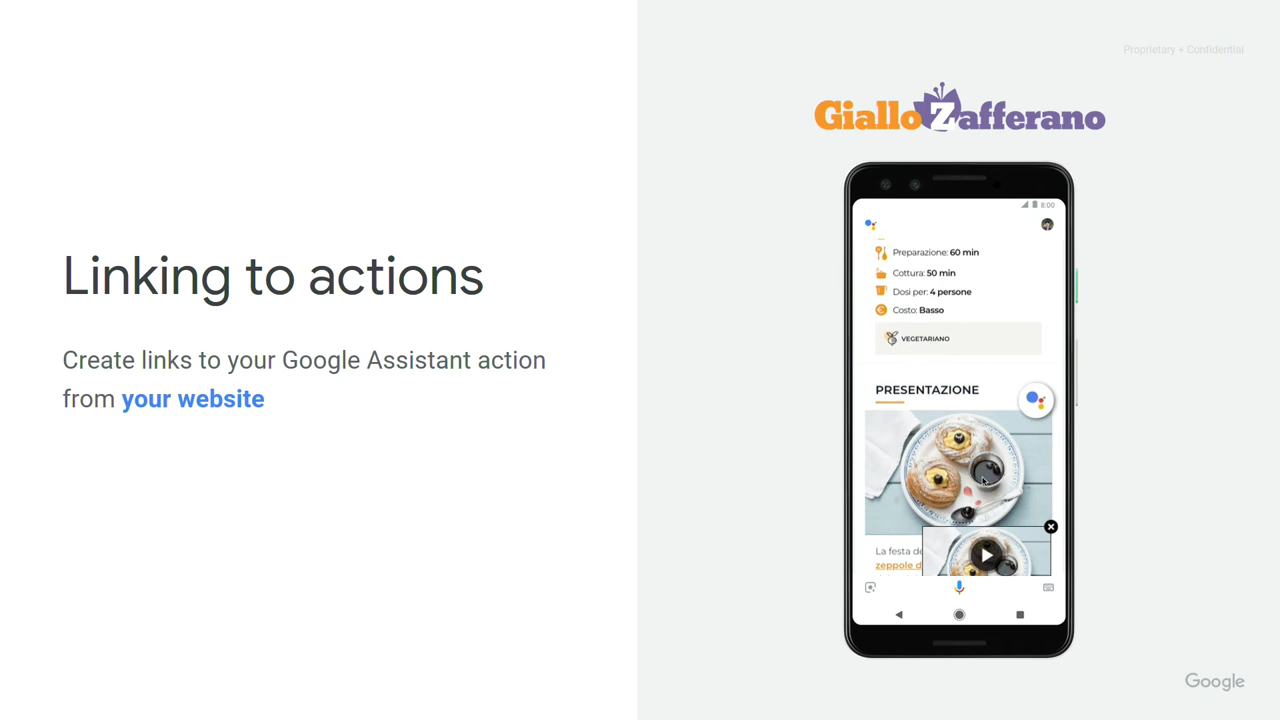 Linking to actions
Create links to your Google Assistant action
from your website
Proprietary + Confidential
GialloZafferano
8:00
Preparazione: 60 min
Cottura: 50 min
Dosi per: 4 persone
Costo: Basso
VEGETARIANO
PRESENTAZIONE
La festa de
zeppole d
Google